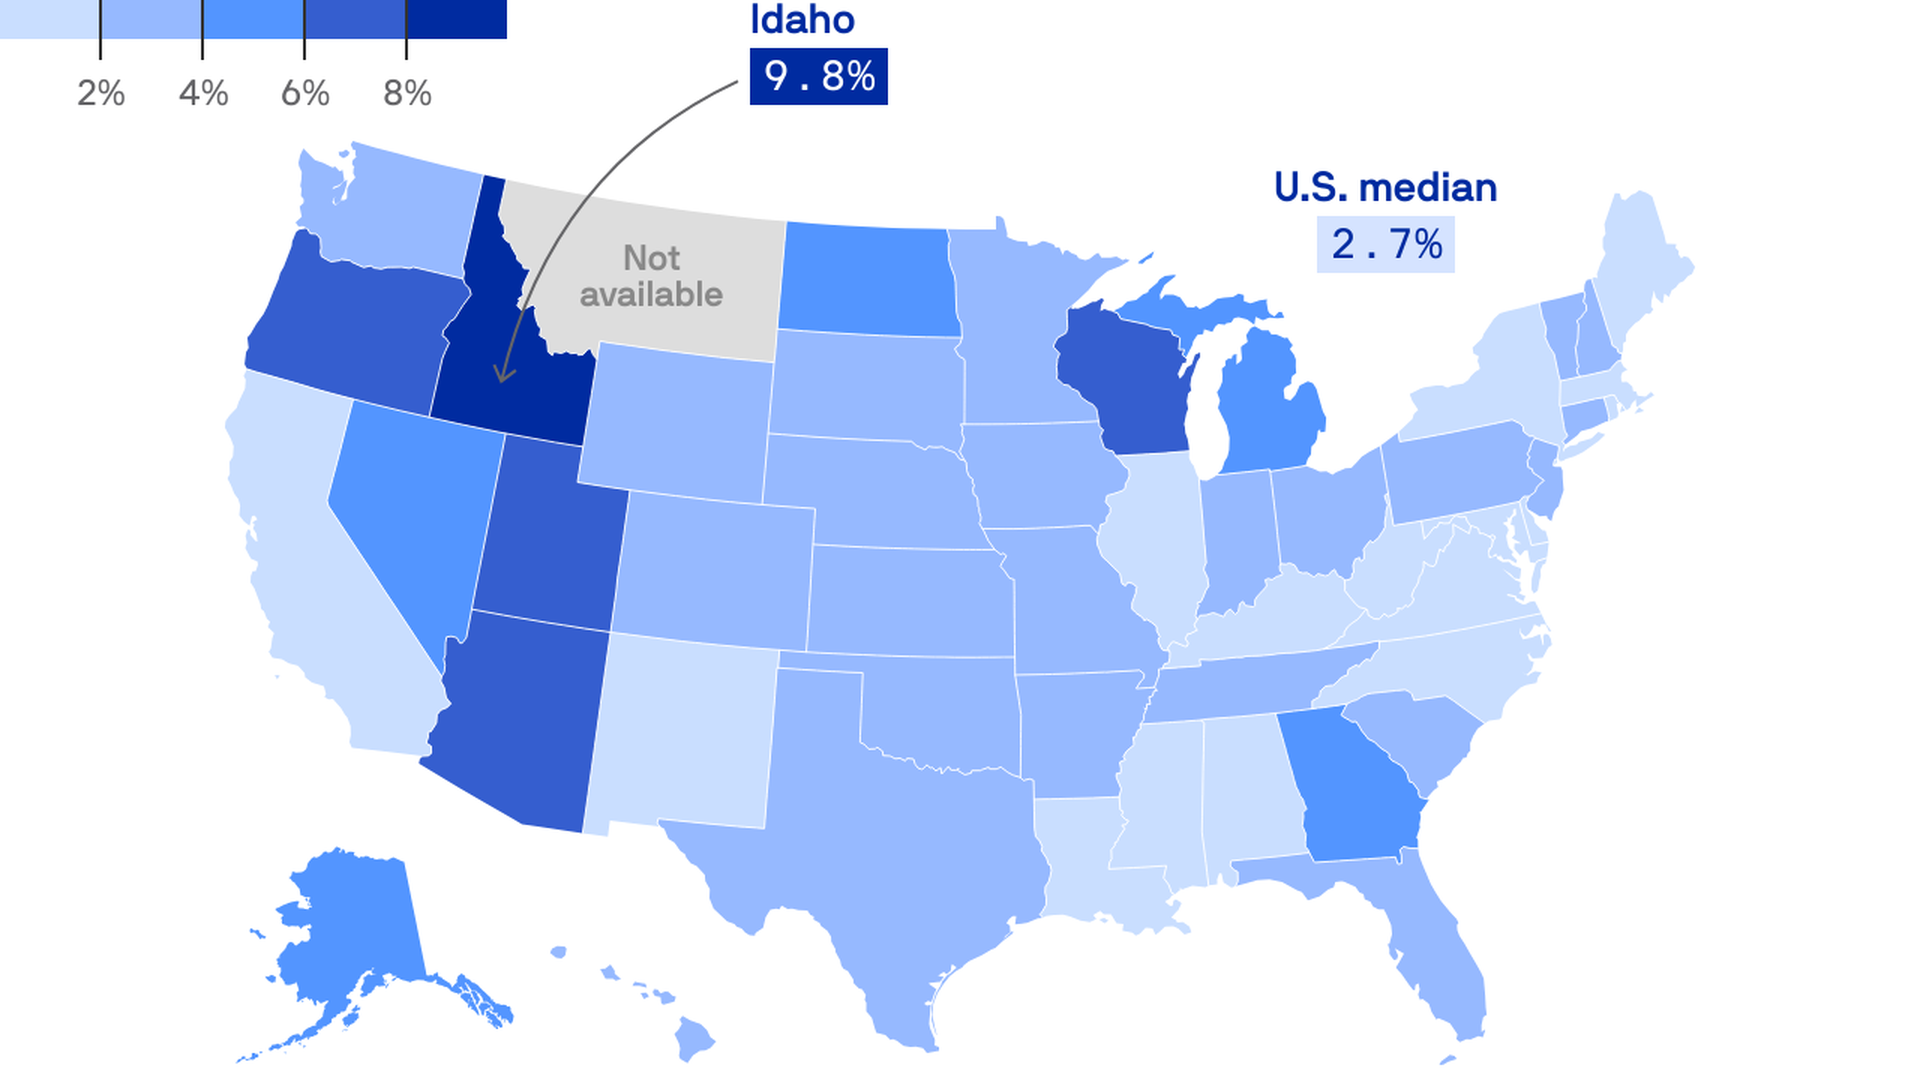 2%
4%
6%
8%
Idaho
9.8%
U.S. median
2.7%
Not
available